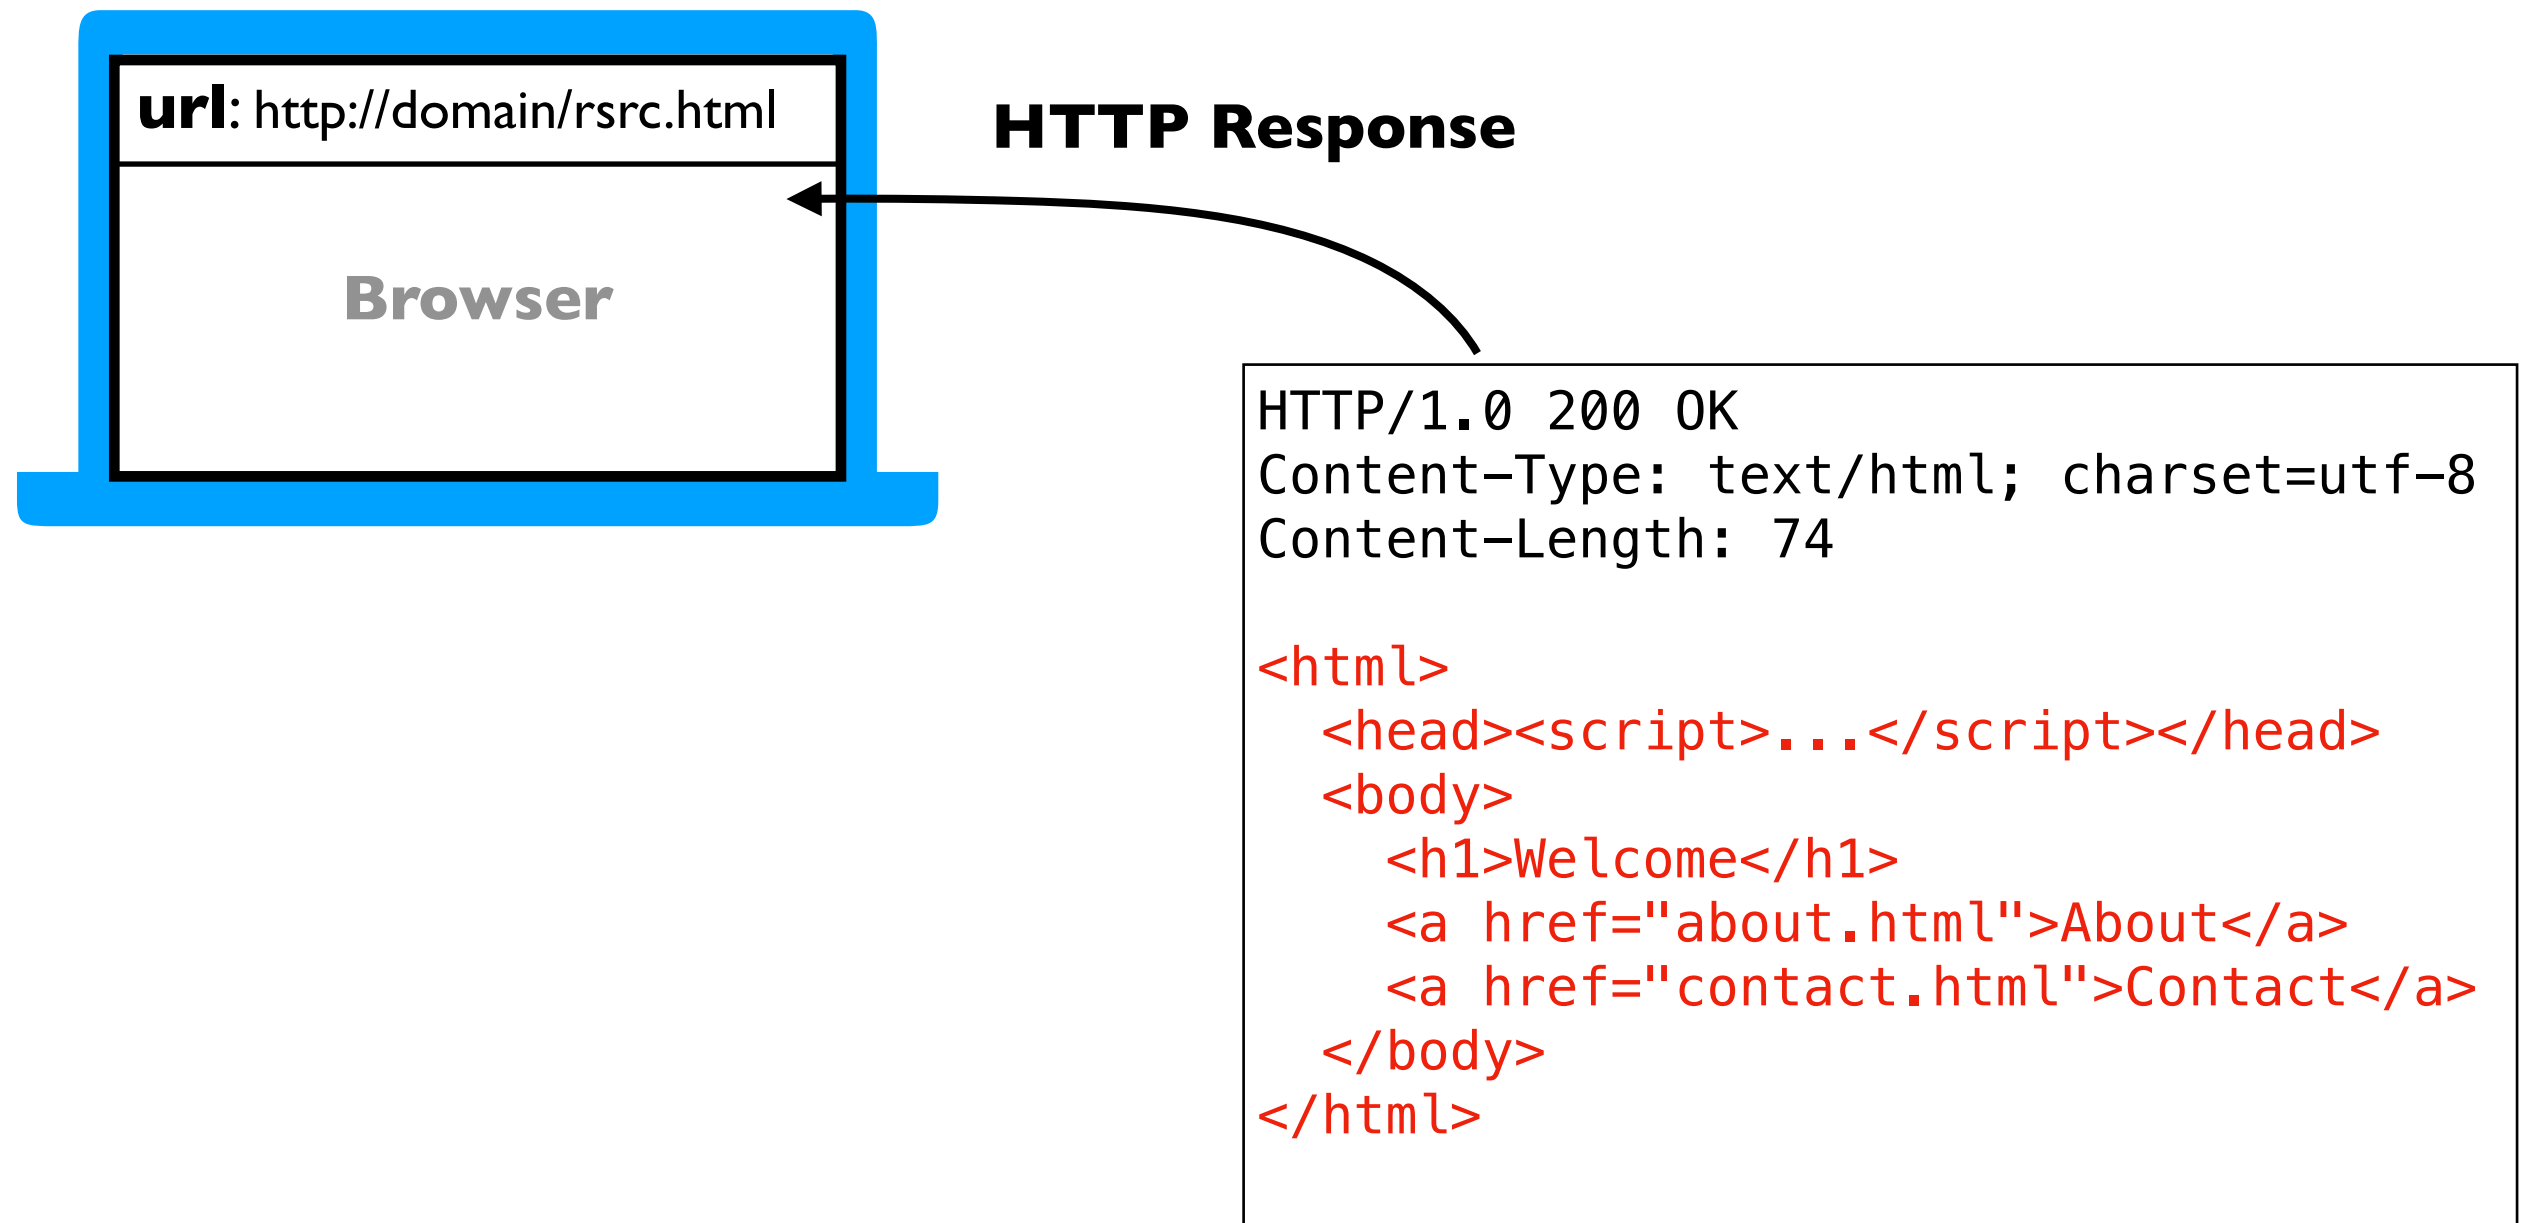 url: http://domain/rsrc.html
HTTP Response
Browser
HTTP/1.0 200 OK
Content-Type: text/html; charset=utf-8
Content-Length: 74

<html>
  <head><script>...</script></head>
  <body>
    <h1>Welcome</h1>
    <a href="about.html">About</a>
    <a href="contact.html">Contact</a>
  </body>
</html>